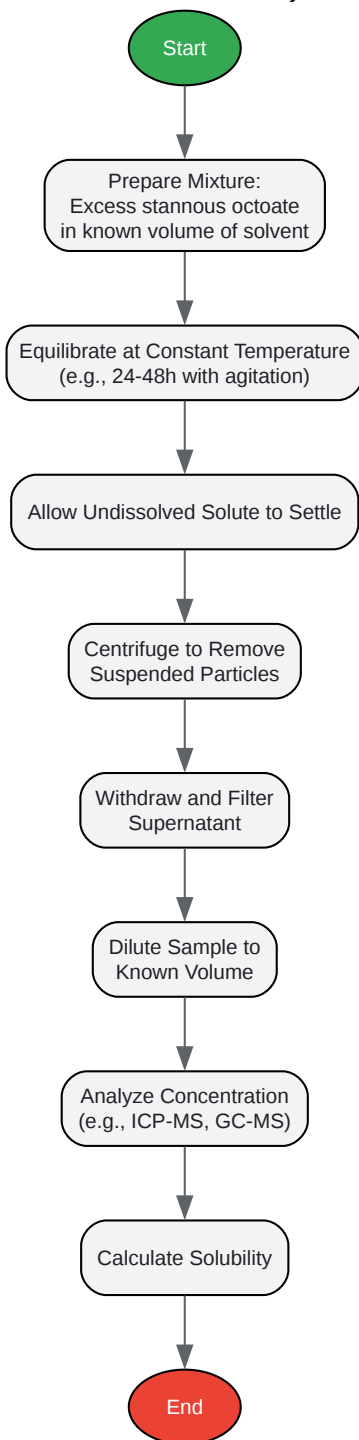 Start
Prepare Mixture:
Excess stannous octoate
in known volume of solvent
Equilibrate at Constant Temperature
(e.g., 24-48h with agitation)
Allow Undissolved Solute to Settle
Centrifuge to Remove
Suspended Particles
Withdraw and Filter
Supernatant
Dilute Sample to
Known Volume
Analyze Concentration
(e.g., ICP-MS, GC-MS)
Calculate Solubility
End